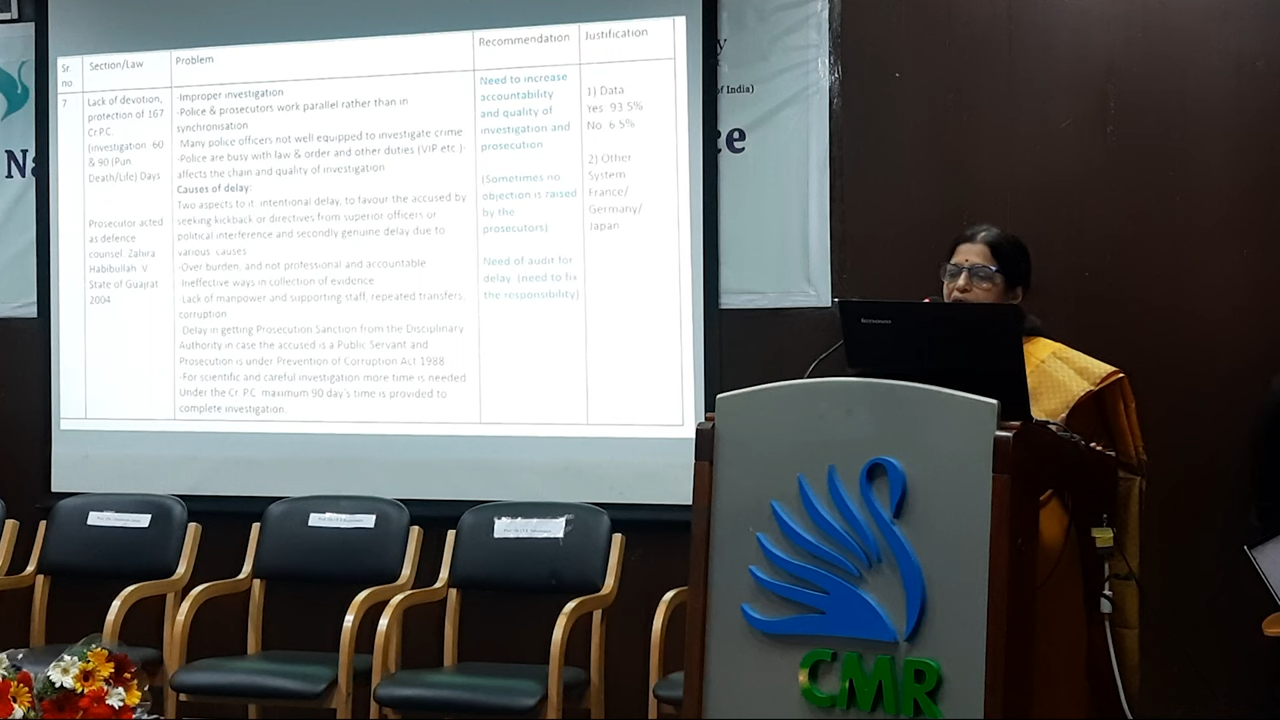 Sr. no
Section/Law
Problem
Recommendation
Justification
7
Lack of devotion,
protection of 167
Cr.P.C.
(investigation 60
& 90 (Pun.
Death/Life) Days
Prosecutor acted
as defence
counsel. Zahira
Habibullah V.
State of Guajrat
2004
-Improper investigation
-Police & prosecutors work parallel rather than in
synchronisation
-Many police officers not well equipped to investigate crime
-Police are busy with law & order and other duties (VIP etc.)-
affects the chain and quality of investigation
Causes of delay:
Two aspects to it: intentional delay, to favour the accused by
seeking kickback or directives from superior officers or
political interference and secondly genuine delay due to
various causes
-Over burden, and not professional and accountable
-Ineffective ways in collection of evidence
-Lack of manpower and supporting staff, repeated transfers,
corruption
-Delay in getting Prosecution Sanction from the Disciplinary
Authority in case the accused is a Public Servant and
Prosecution is under Prevention of Corruption Act 1988
-For scientific and careful investigation more time is needed
Under the Cr. P.C. maximum 90 day's time is provided to
complete investigation.
Need to increase
accountability
and quality of
investigation and
prosecution
(Sometimes no
objection is raised
by the
prosecutors)
Need of audit for
delay (need to fix
the responsibility)
1) Data
Yes 93.5%
No 6.5%
2) Other
System
France/
Germany/
Japan
Na
y
of India)
ce
lenovo
CMR